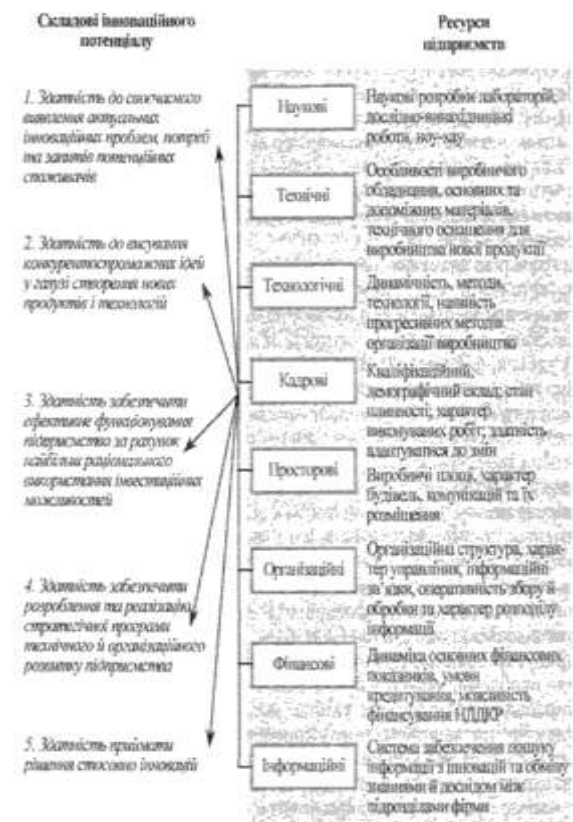 Складові інноваційного
потенціалу
1. Здатність до своєчасного
виявлення актуальних
інноваційних проблем, потреб
та запитів потенційних
споживачів
2. Здатність до висування
конкурентоспроможних ідей
у галузі створення нових
продуктів і технологій
3. Здатність забезпечити
ефективне функціонування
підприємство за рахунок
найбільш раціонального
використання інвестиційних
можливостей
4. Здатність забезпечити
розроблення та реалізацію
стратегічної програми
технічного й організаційного
розвитку підприємства
5. Здатність приймати
рішення стосовно інновацій
Ресурси
підприємств
Наукові
Наукові розробки лабораторій,
дослідно-винахідницькі
роботи, ноу-хау
Технічні
Особливості виробничого
обладнання, основних та
допоміжних матеріалів,
технічного оснащення для
виробництва нової продукції
Технологічні
Динамічність, методи,
технології, наявність
прогресивних методів
організації виробництва
Кадрові
Кваліфікаційний,
демографічний склад; стан
плинності; характер
виконуваних робіт; здатність
адаптуватися до змін
Просторові
Виробничі площі, характер
будівель, комунікацій та їх
розміщення
Організаційні
Організаційна структура, харак-
тер управління, інформаційні
зв'язки, оперативність збору й
обробки та характер розподілу
інформації
Фінансові
Динаміка основних фінансових
показників, умови
кредитування, можливість
фінансування НДДКР
Інформаційні
Система забезпечення пошуку
інформації з інновацій та обміну
знаннями й досвідом між
підрозділами фірми